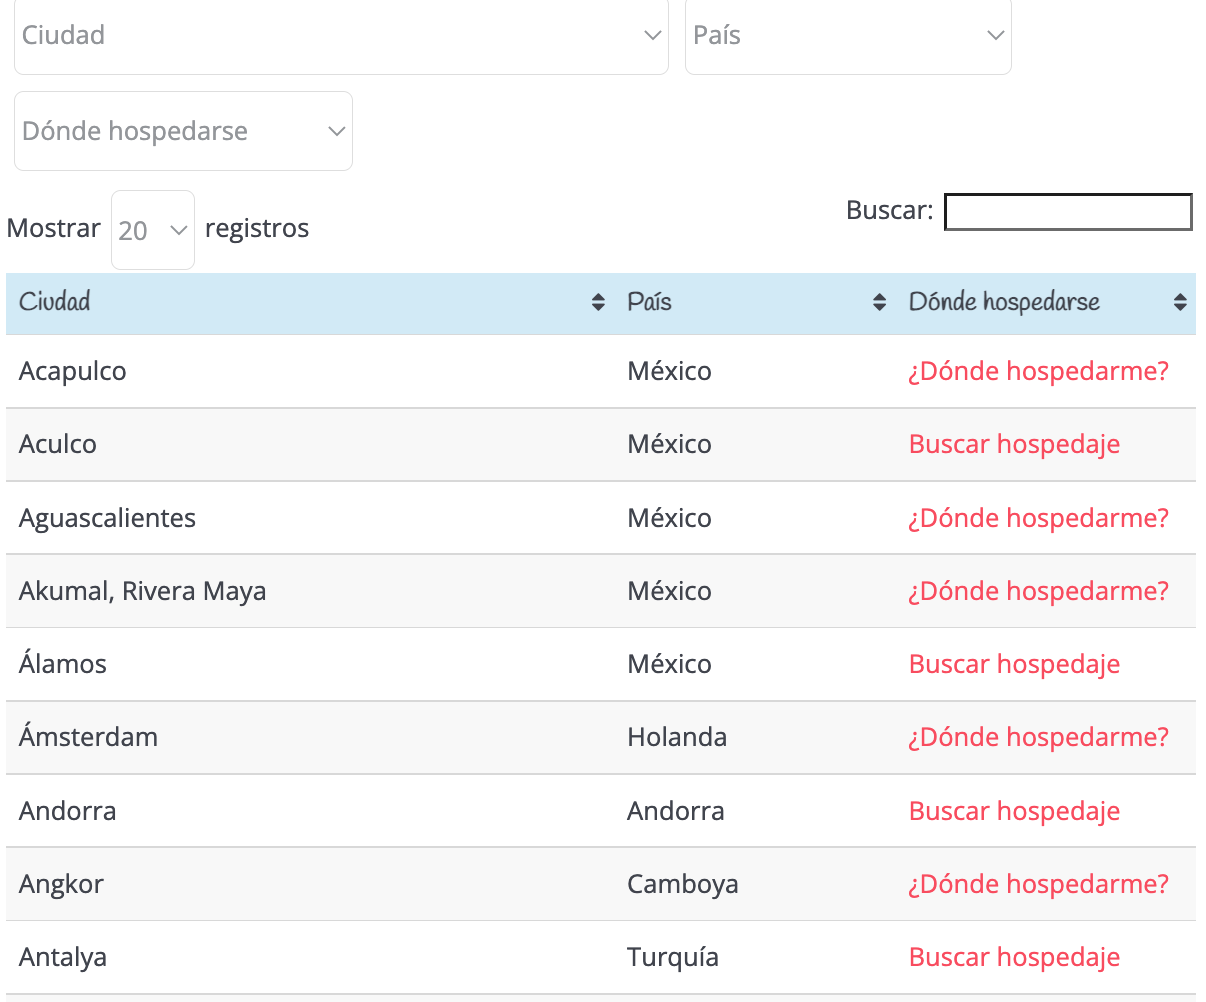 Ciudad País
Dónde hospedarse
Buscar:
Mostrar 20 registros
Ciudad País Dónde hospedarse
Acapulco México ¿Dónde hospedarme?
Aculco México Buscar hospedaje
Aguascalientes México ¿Dónde hospedarme?
Akumal, Rivera Maya México ¿Dónde hospedarme?
Álamos México Buscar hospedaje
Ámsterdam Holanda ¿Dónde hospedarme?
Andorra Andorra Buscar hospedaje
Angkor Camboya ¿Dónde hospedarme?
Antalya Turquía Buscar hospedaje